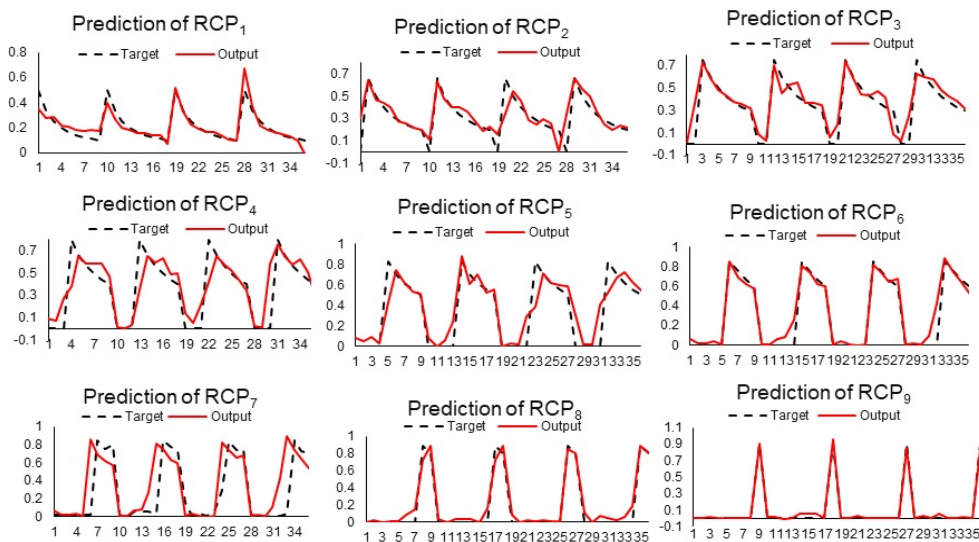 Prediction of RCP1
Target Output
0.8
0.6
0.4
0.2
0
1 4 7 10 13 16 19 22 25 28 31 34
Prediction of RCP2
Target Output
0.7
0.5
0.3
0.1
-0.1
1 4 7 10 13 16 19 22 25 28 31 34
Prediction of RCP3
Target Output
0.7
0.5
0.3
0.1
-0.1
1 3 5 7 9 11 13 15 17 19 21 23 25 27 29 31 33 35
Prediction of RCP4
Target Output
0.7
0.5
0.3
0.1
-0.1
1 4 7 10 13 16 19 22 25 28 31 34
Prediction of RCP5
Target Output
1
0.8
0.6
0.4
0.2
0
1 3 5 7 9 11 13 15 17 19 21 23 25 27 29 31 33 35
Prediction of RCP6
Target Output
1
0.8
0.6
0.4
0.2
0
1 3 5 7 9 11 13 15 17 19 21 23 25 27 29 31 33 35
Prediction of RCP7
Target Output
1
0.8
0.6
0.4
0.2
0
1 4 7 10 13 16 19 22 25 28 31 34
Prediction of RCP8
Target Output
1
0.8
0.6
0.4
0.2
0
1 3 5 7 9 11 13 15 17 19 21 23 25 27 29 31 33 35
Prediction of RCP9
Target Output
1.1
0.9
0.7
0.5
0.3
0.1
-0.1
1 3 5 7 9 11 13 15 17 19 21 23 25 27 29 31 33 35